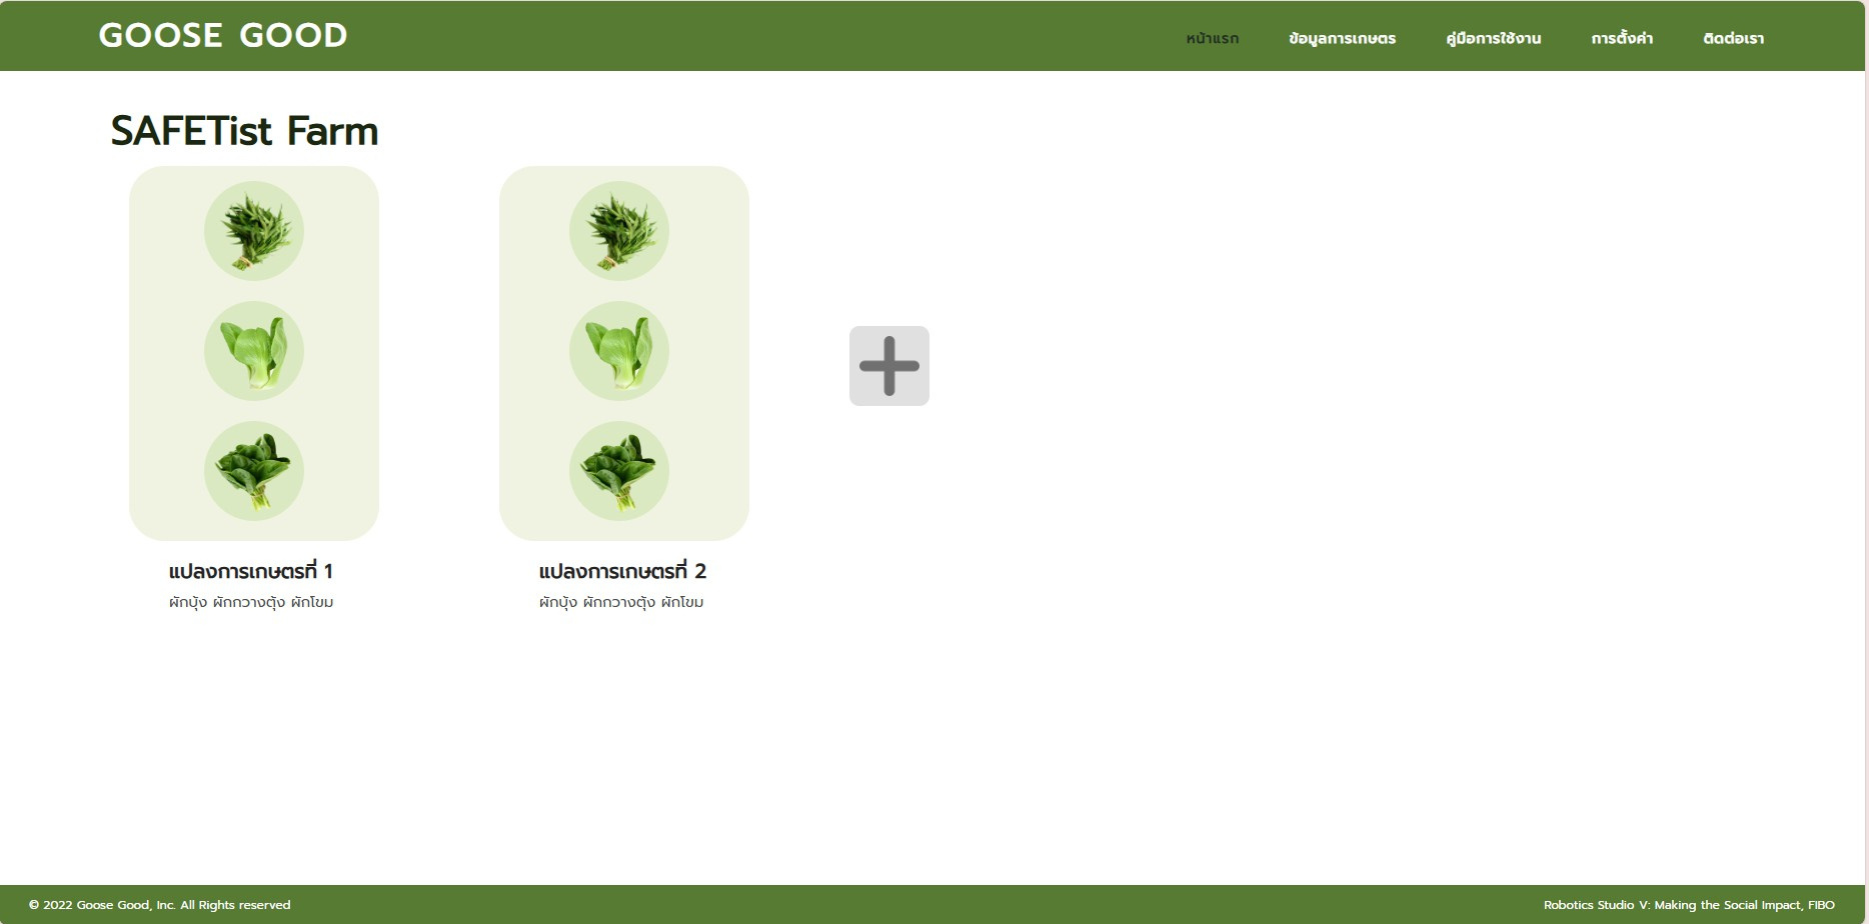 GOOSE GOOD
หน้าแรก ข้อมูลการเกษตร คู่มือการใช้งาน การตั้งค่า ติดต่อเรา
SAFETist Farm
แปลงการเกษตรที่ 1
ผักบุ้ง ผักกวางตุ้ง ผักโขม
แปลงการเกษตรที่ 2
ผักบุ้ง ผักกวางตุ้ง ผักโขม
© 2022 Goose Good, Inc. All Rights reserved
Robotics Studio V: Making the Social Impact, FIBO